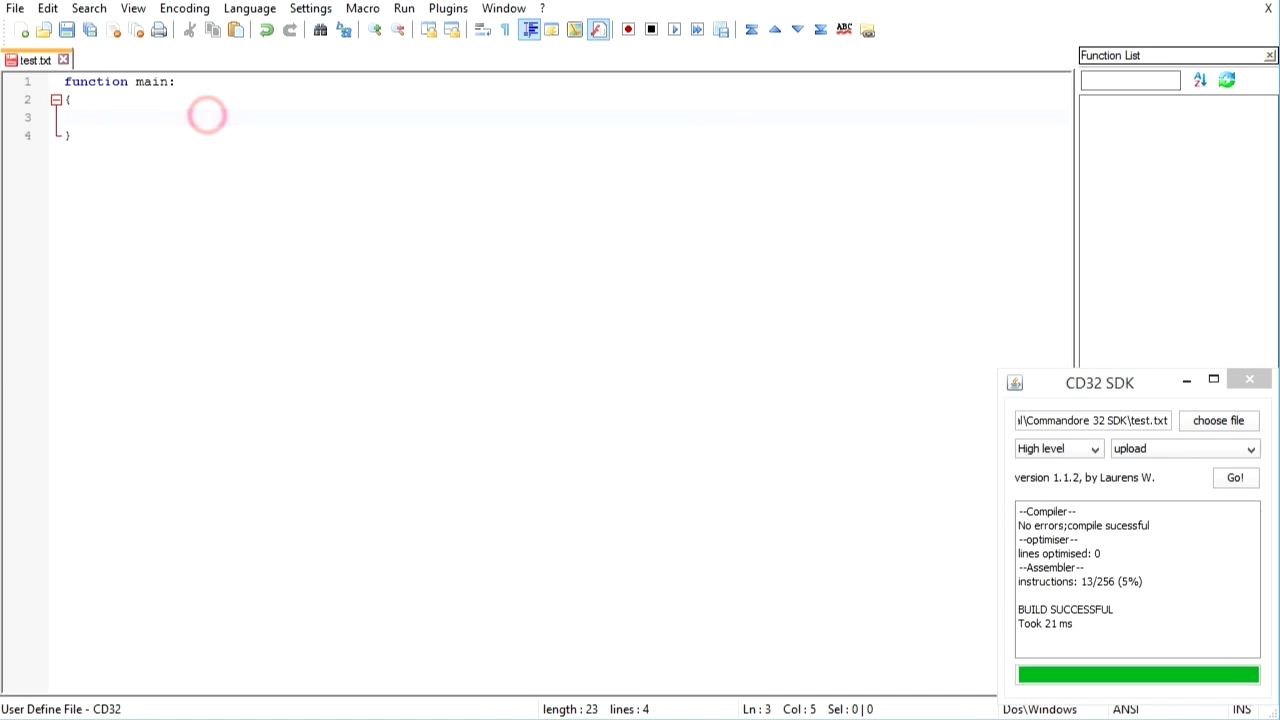 File Edit Search View Encoding Language Settings Macro Run Plugins Window ? X
ABC
test.txt
Function List
1 function main:
2 {
3
4 }
CD32 SDK
l\Commandore 32 SDK\test.txt choose file
High level upload
version 1.1.2, by Laurens W. Go!
--Compiler--
No errors;compile sucessful
--optimiser--
lines optimised: 0
--Assembler--
instructions: 13/256 (5%)
BUILD SUCCESSFUL
Took 21 ms
User Define File - CD32 length : 23 lines : 4 Ln : 3 Col : 5 Sel : 0 | 0 Dos\Windows ANSI INS